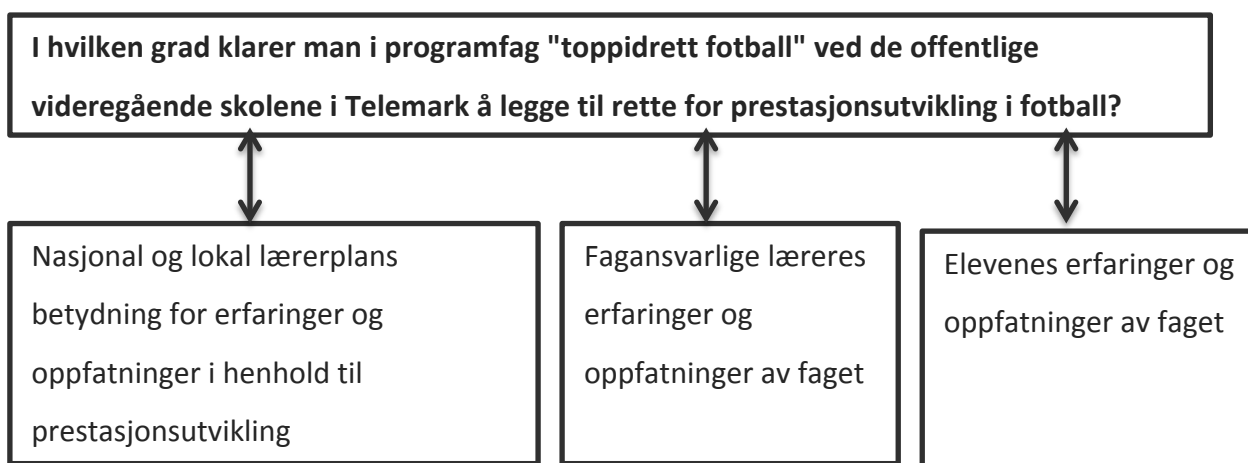 I hvilken grad klarer man i programfag "toppidrett fotball" ved de offentlige
videregående skolene i Telemark å legge til rette for prestasjonsutvikling i fotball?
Nasjonal og lokal lærerplans
betydning for erfaringer og
oppfatninger i henhold til
prestasjonsutvikling
Fagansvarlige læreres
erfaringer og
oppfatninger av faget
Elevenes erfaringer og
oppfatninger av faget